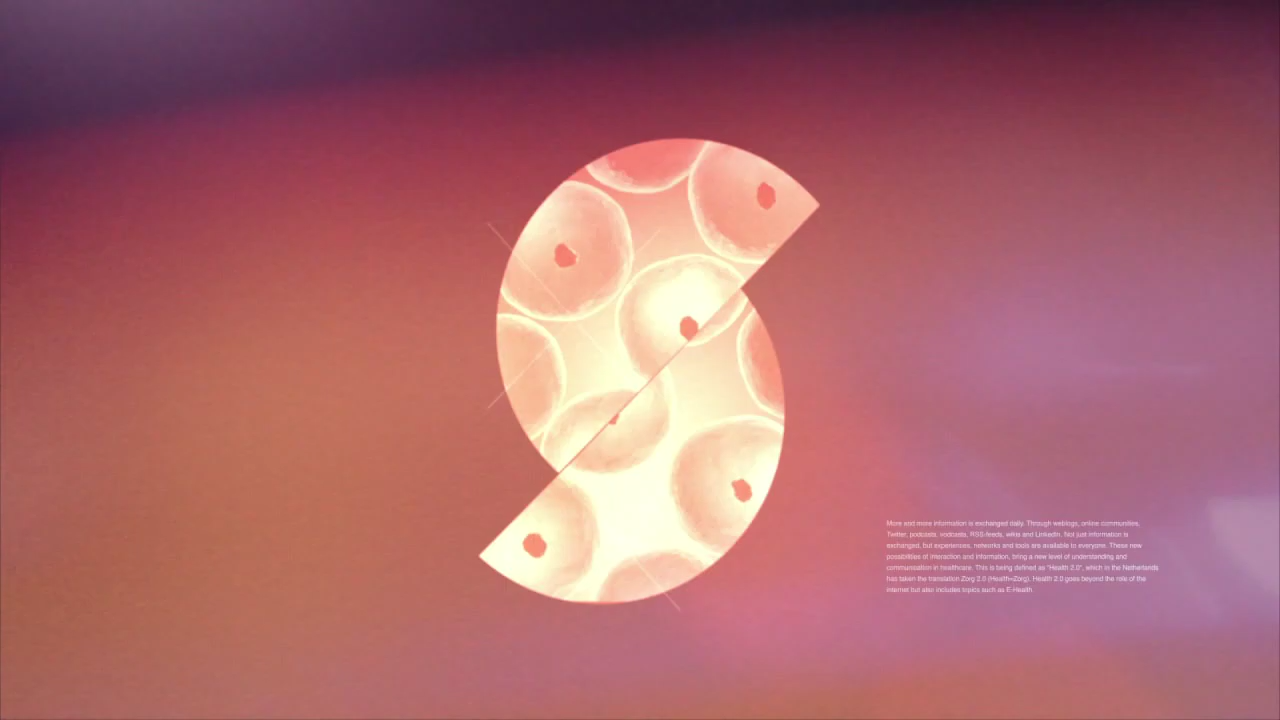 More and more information is exchanged daily. Through weblogs, online communities,
Twitter, podcasts, vodcasts, RSS-feeds, wikis and LinkedIn. Not just information is
exchanged, but experiences, networks and tools are available to everyone. These new
possibilities of interaction and information, bring a new level of understanding and
communication in healthcare. This is being defined as "Health 2.0", which in the Netherlands
has taken the translation Zorg 2.0 (Health=Zorg). Health 2.0 goes beyond the role of the
internet but also included topics such as E-Health.